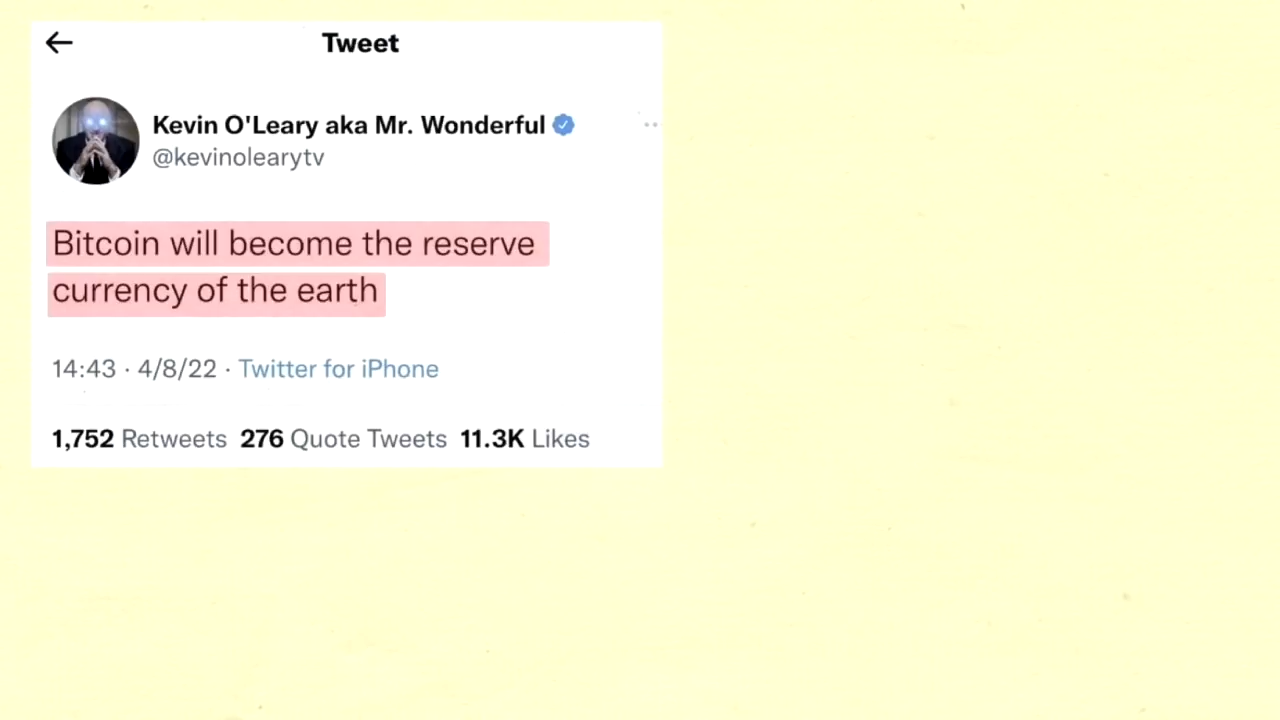 Tweet
Kevin O'Leary aka Mr. Wonderful
@kevinolearytv
Bitcoin will become the reserve
currency of the earth
14:43 · 4/8/22 · Twitter for iPhone
1,752 Retweets 276 Quote Tweets 11.3K Likes